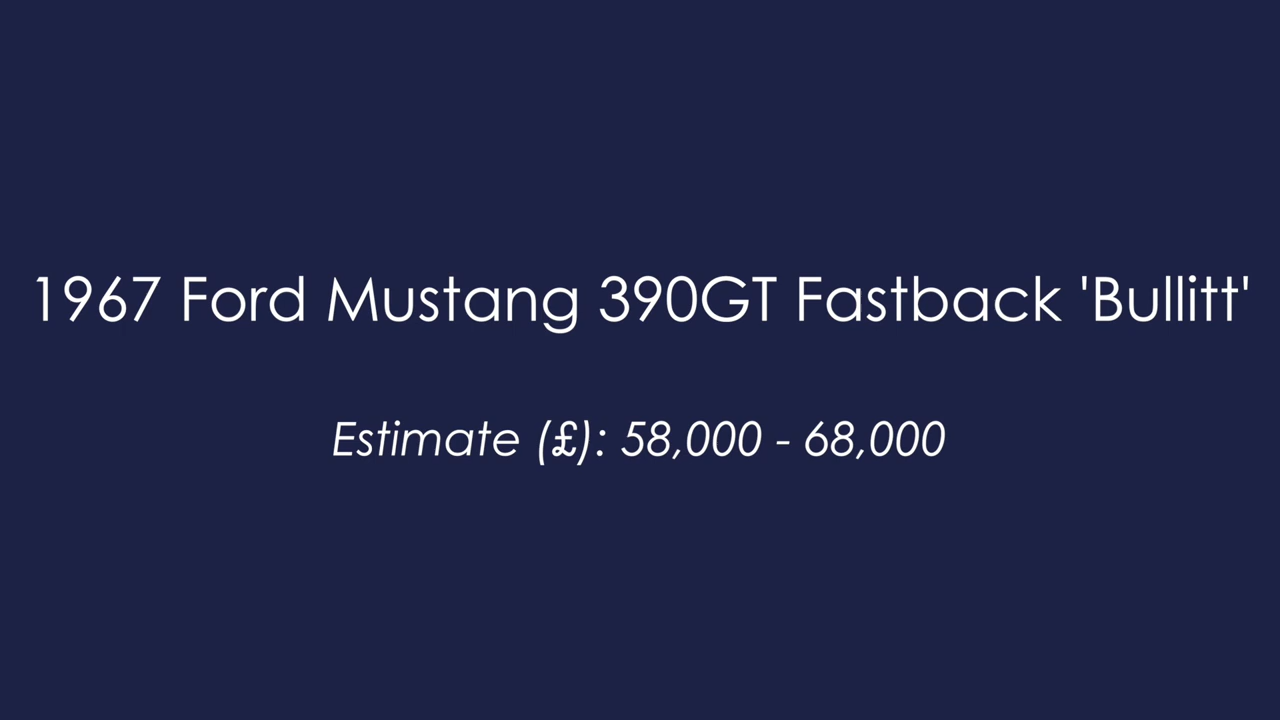 1967 Ford Mustang 390GT Fastback 'Bullitt'
Estimate (£): 58,000 - 68,000